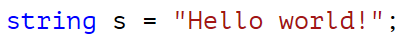 string s = "Hello world!";